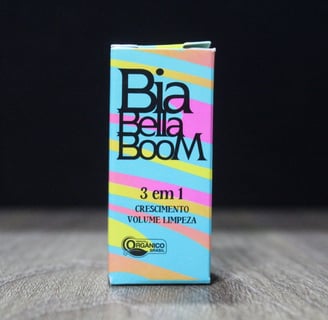 Bia
Bella
BooM
3 em 1
CRESCIMENTO
VOLUME LIMPEZA
ORGÂNICO
BRASIL